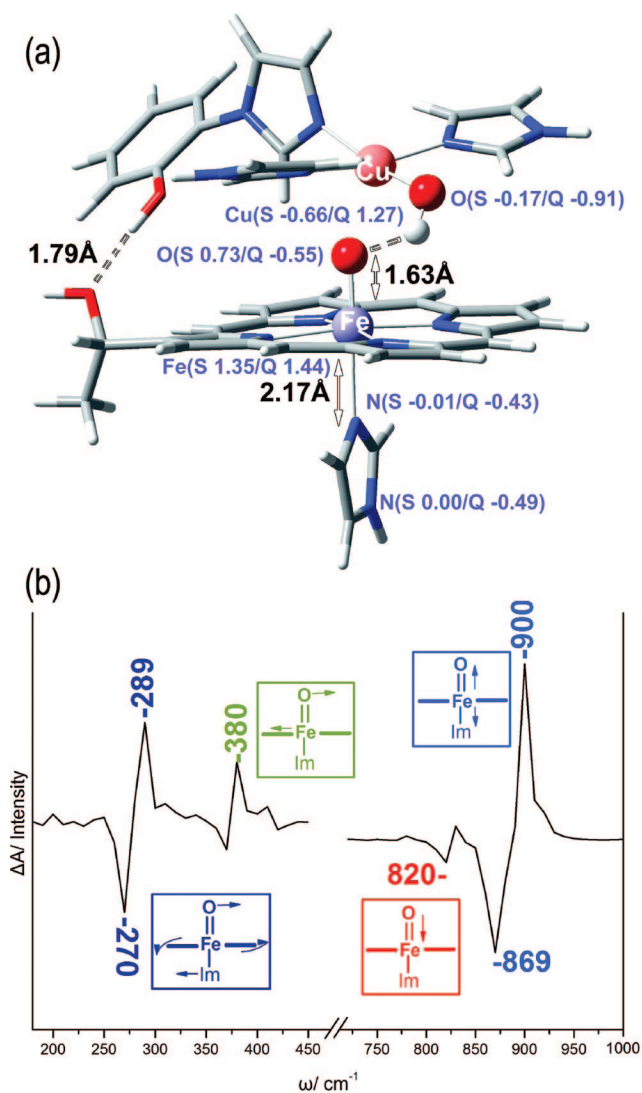 (a)
Cu
Cu(S -0.66/Q 1.27)
O(S -0.17/Q -0.91)
O(S 0.73/Q -0.55)
1.79Å
1.63Å
Fe
Fe(S 1.35/Q 1.44)
2.17Å
N(S -0.01/Q -0.43)
N(S 0.00/Q -0.49)
(b)
-289
-380
-900
O
Fe
Im
O
Fe
Im
820-
-270
O
Fe
Im
O
Fe
Im
-869
ΔA/ Intensity
200 250 300 350 400 450 750 800 850 900 950 1000
ω/ cm⁻¹